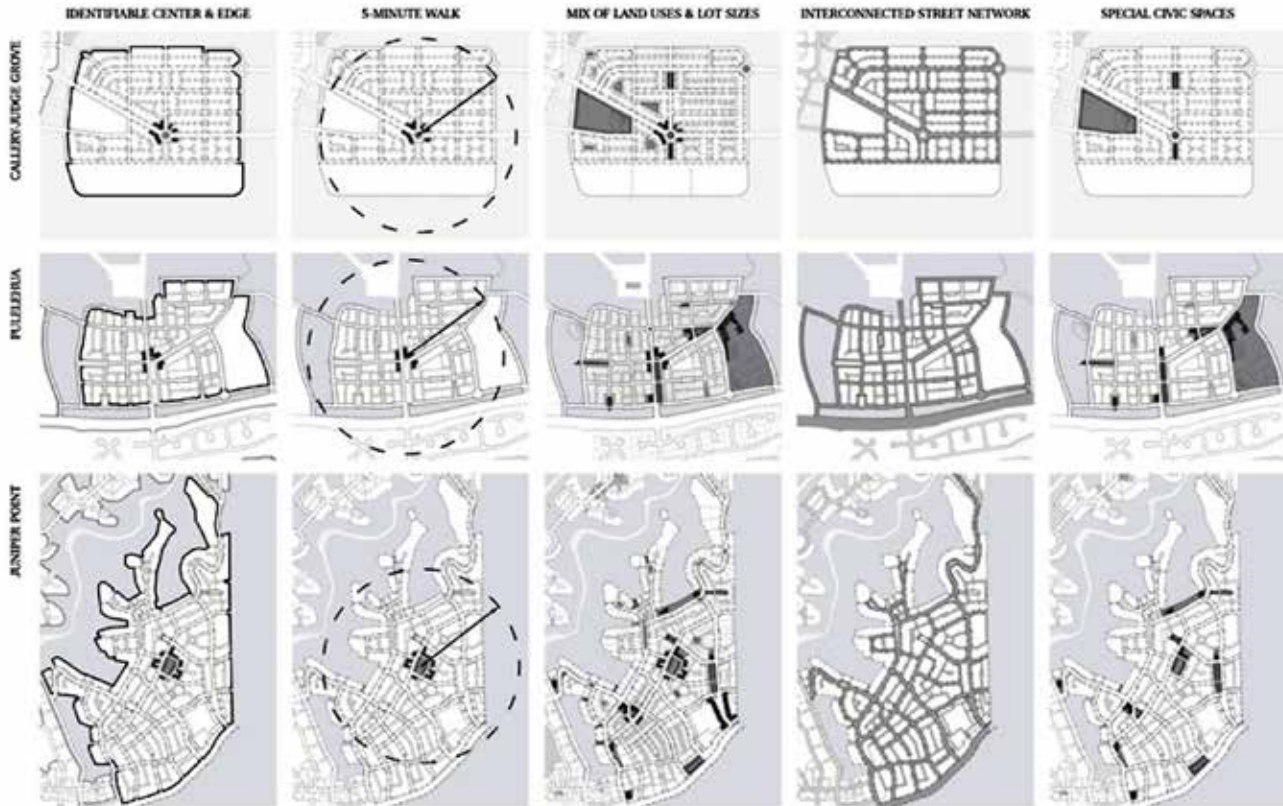 IDENTIFIABLE CENTER & EDGE
5-MINUTE WALK
MIX OF LAND USES & LOT SIZES
INTERCONNECTED STREET NETWORK
SPECIAL CIVIC SPACES
CALLERY-JUDGE GROVE
PULELEHUA
JUNIPER POINT